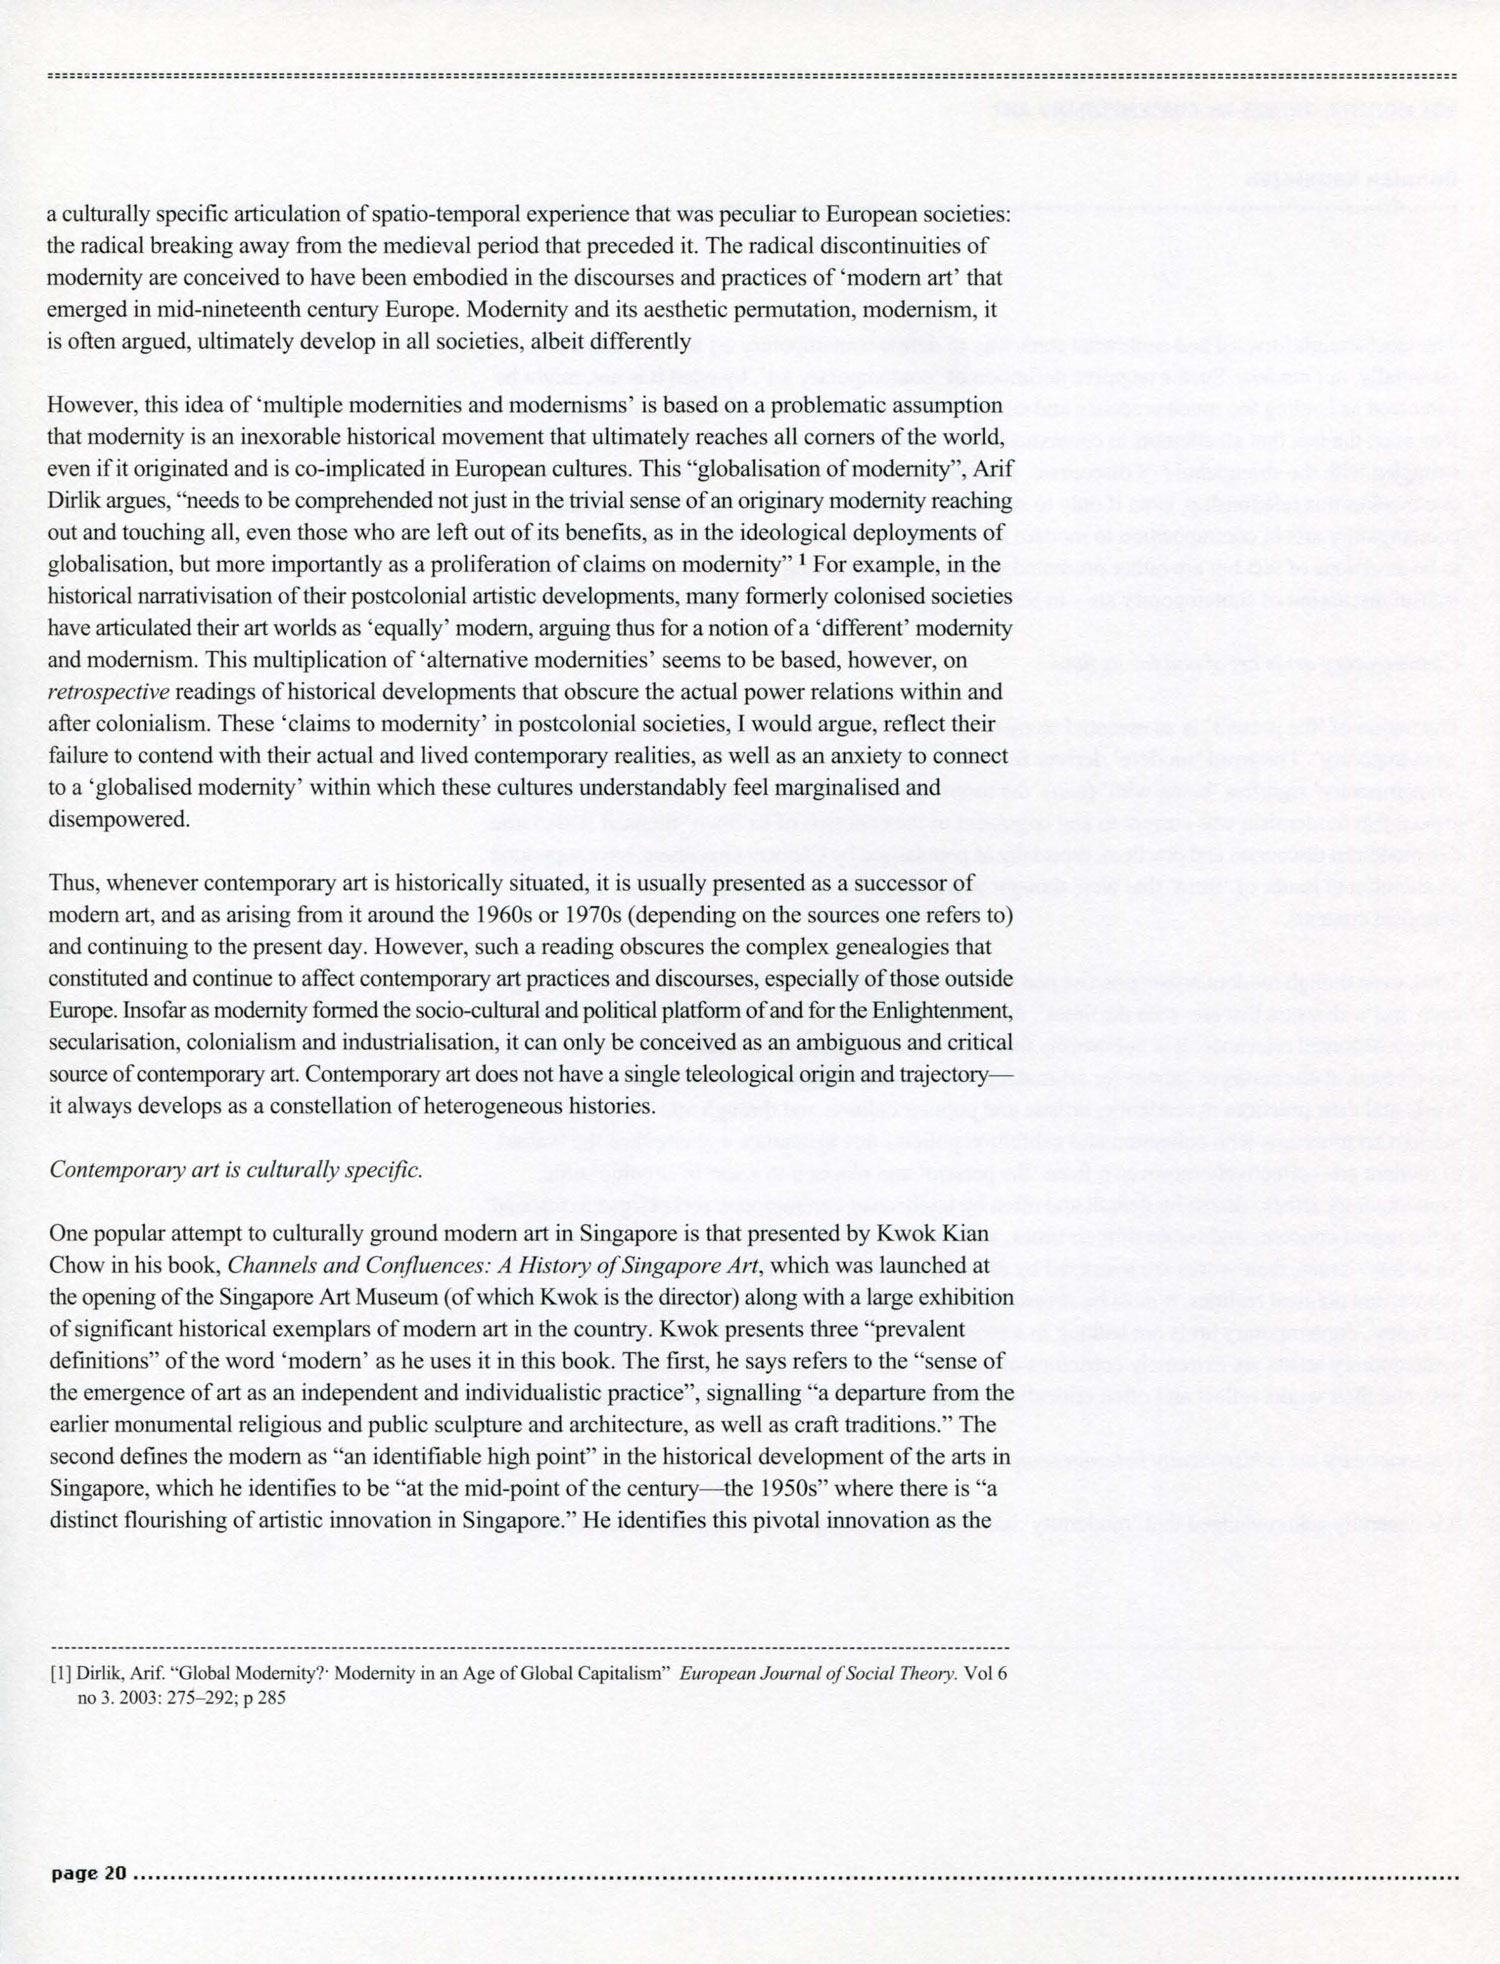 a culturally specific articulation of spatio-temporal experience that was peculiar to European societies:
the radical breaking away from the medieval period that preceded it. The radical discontinuities of
modernity are conceived to have been embodied in the discourses and practices of ‘modern art’ that
emerged in mid-nineteenth century Europe. Modernity and its aesthetic permutation, modernism, it
is often argued, ultimately develop in all societies, albeit differently
However, this idea of ‘multiple modernities and modernisms’ is based on a problematic assumption
that modernity is an inexorable historical movement that ultimately reaches all corners of the world,
even if it originated and is co-implicated in European cultures. This “globalisation of modernity”, Arif
Dirlik argues, “needs to be comprehended not just in the trivial sense of an originary modernity reaching
out and touching all, even those who are left out of its benefits, as in the ideological deployments of
globalisation, but more importantly as a proliferation of claims on modernity” 1 For example, in the
historical narrativisation of their postcolonial artistic developments, many formerly colonised societies
have articulated their art worlds as ‘equally’ modern, arguing thus for a notion of a ‘different’ modernity
and modernism. This multiplication of ‘alternative modernities’ seems to be based, however, on
retrospective readings of historical developments that obscure the actual power relations within and
after colonialism. These ‘claims to modernity’ in postcolonial societies, I would argue, reflect their
failure to contend with their actual and lived contemporary realities, as well as an anxiety to connect
to a ‘globalised modernity’ within which these cultures understandably feel marginalised and
disempowered.
Thus, whenever contemporary art is historically situated, it is usually presented as a successor of
modern art, and as arising from it around the 1960s or 1970s (depending on the sources one refers to)
and continuing to the present day. However, such a reading obscures the complex genealogies that
constituted and continue to affect contemporary art practices and discourses, especially of those outside
Europe. Insofar as modernity formed the socio-cultural and political platform of and for the Enlightenment,
secularisation, colonialism and industrialisation, it can only be conceived as an ambiguous and critical
source of contemporary art. Contemporary art does not have a single teleological origin and trajectory—
it always develops as a constellation of heterogeneous histories.
Contemporary art is culturally specific.
One popular attempt to culturally ground modern art in Singapore is that presented by Kwok Kian
Chow in his book, Channels and Confluences: A History of Singapore Art, which was launched at
the opening of the Singapore Art Museum (of which Kwok is the director) along with a large exhibition
of significant historical exemplars of modern art in the country. Kwok presents three “prevalent
definitions” of the word ‘modern’ as he uses it in this book. The first, he says refers to the “sense of
the emergence of art as an independent and individualistic practice”, signalling “a departure from the
earlier monumental religious and public sculpture and architecture, as well as craft traditions.” The
second defines the modern as “an identifiable high point” in the historical development of the arts in
Singapore, which he identifies to be “at the mid-point of the century—the 1950s” where there is “a
distinct flourishing of artistic innovation in Singapore.” He identifies this pivotal innovation as the
[1] Dirlik, Arif. “Global Modernity?· Modernity in an Age of Global Capitalism” European Journal of Social Theory. Vol 6
no 3. 2003: 275–292; p 285
page 20